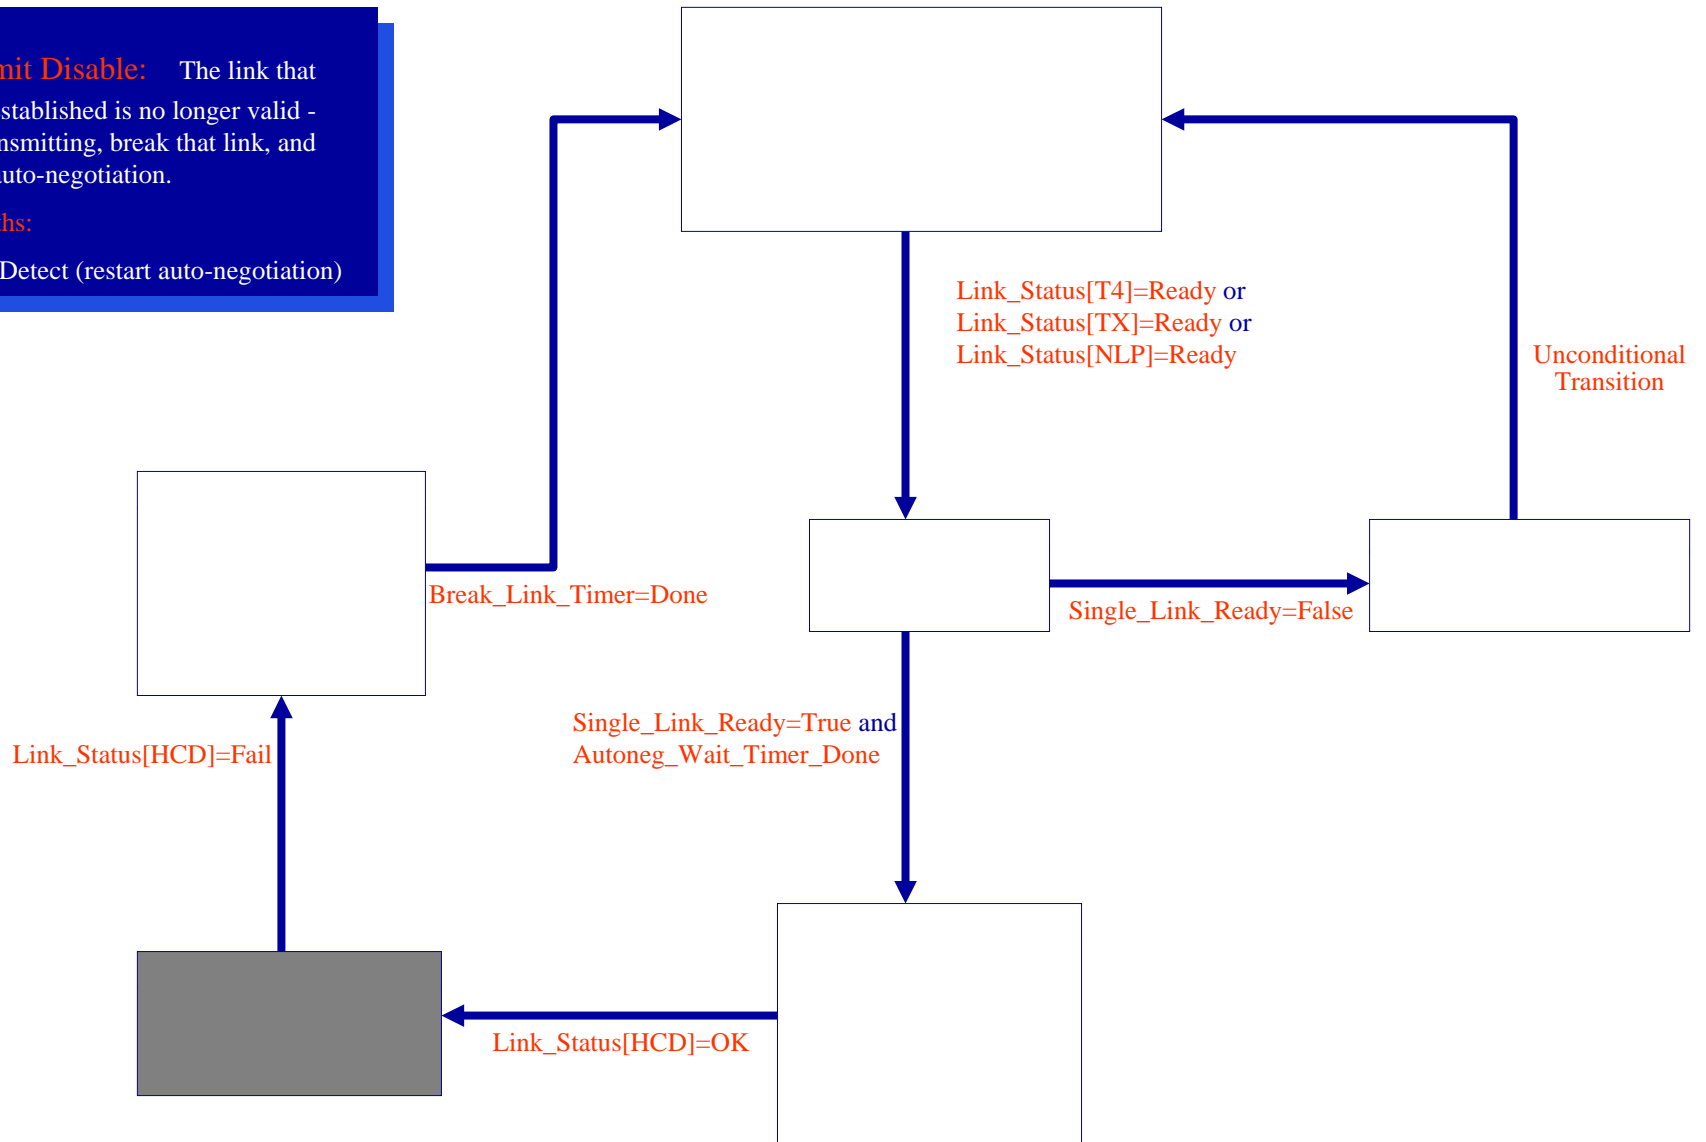 mit Disable: The link that
stablished is no longer valid -
nsmitting, break that link, and
uto-negotiation.
hs:
Detect (restart auto-negotiation)
Link_Status[T4]=Ready or
Link_Status[TX]=Ready or
Link_Status[NLP]=Ready
Unconditional
Transition
Break_Link_Timer=Done
Single_Link_Ready=False
Single_Link_Ready=True and
Autoneg_Wait_Timer_Done
Link_Status[HCD]=Fail
Link_Status[HCD]=OK